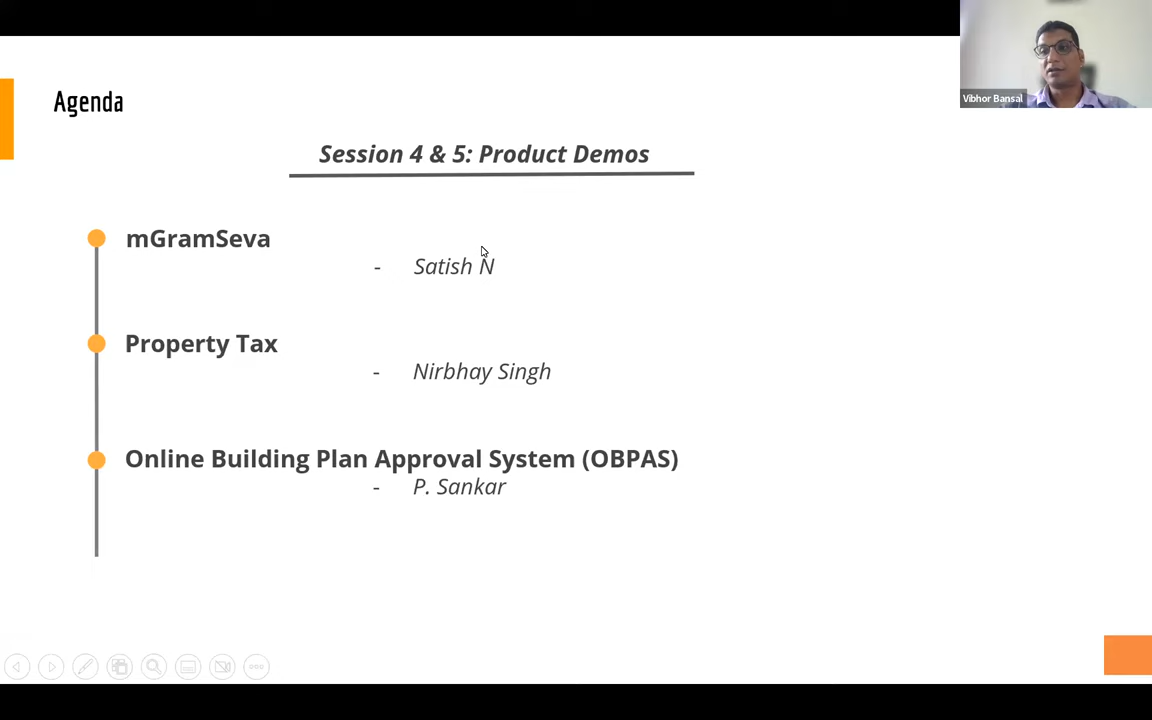 Vibhor Bansal
Agenda
Session 4 & 5: Product Demos
mGramSeva
- Satish N
Property Tax
- Nirbhay Singh
Online Building Plan Approval System (OBPAS)
- P. Sankar